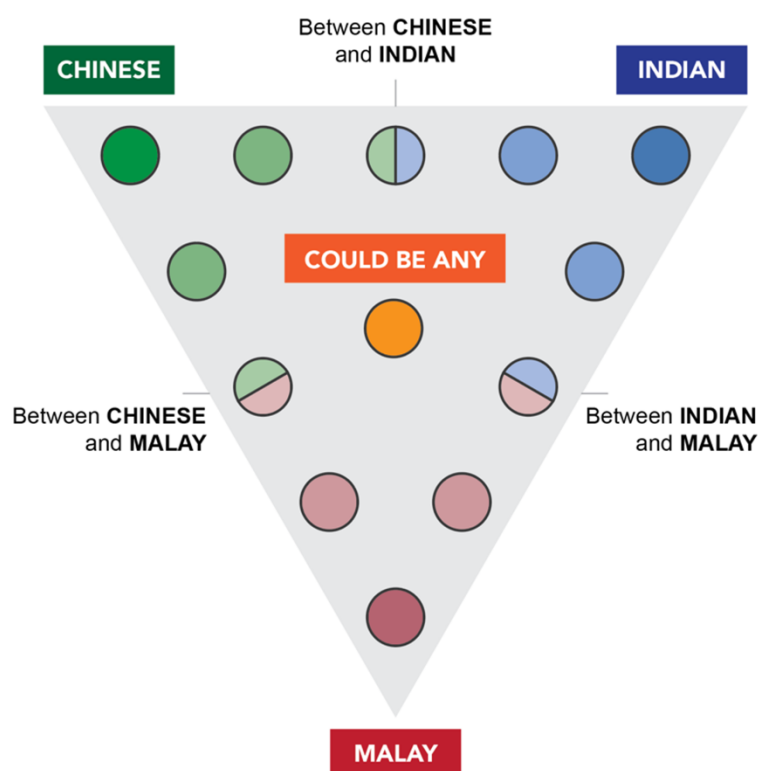 Between CHINESE
and INDIAN
CHINESE
INDIAN
COULD BE ANY
Between CHINESE
and MALAY
Between INDIAN
and MALAY
MALAY